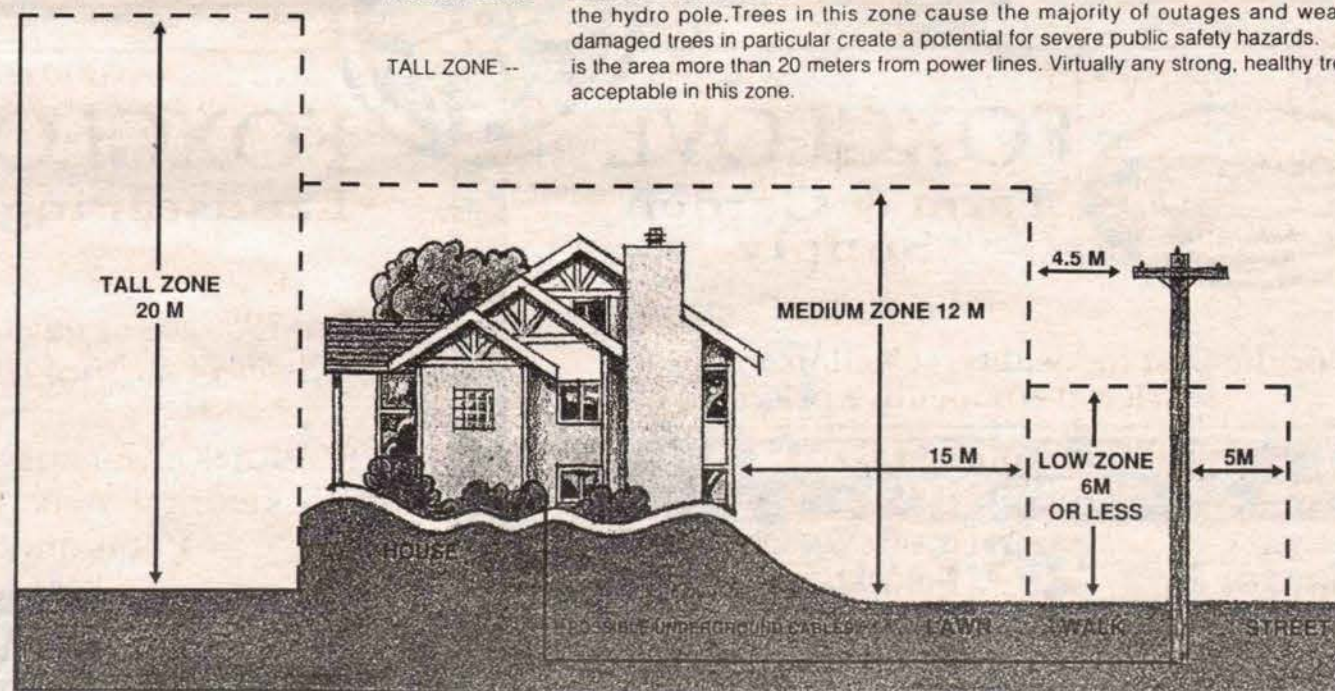 the hydro pole.Trees in this zone cause the majority of outages and wea
damaged trees in particular create a potential for severe public safety hazards.
TALL ZONE -- is the area more than 20 meters from power lines. Virtually any strong, healthy tre
acceptable in this zone.
TALL ZONE
20 M
4.5 M
MEDIUM ZONE 12 M
15 M
LOW ZONE
6M
OR LESS
5M
HOUSE
POSSIBLE UNDERGROUND CABLES
LAWN
WALK
STREET